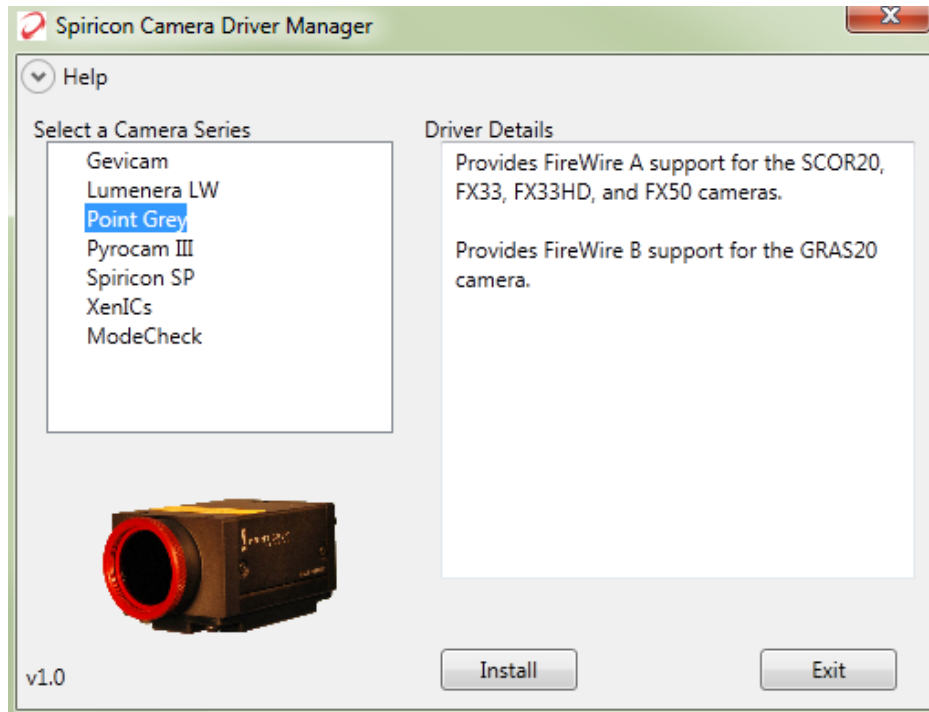 Spiricon Camera Driver Manager
Help
Select a Camera Series
Gevicam
Lumenera LW
Point Grey
Pyrocam III
Spiricon SP
XenICs
ModeCheck
Driver Details
Provides FireWire A support for the SCOR20,
FX33, FX33HD, and FX50 cameras.
Provides FireWire B support for the GRAS20
camera.
v1.0
Install
Exit